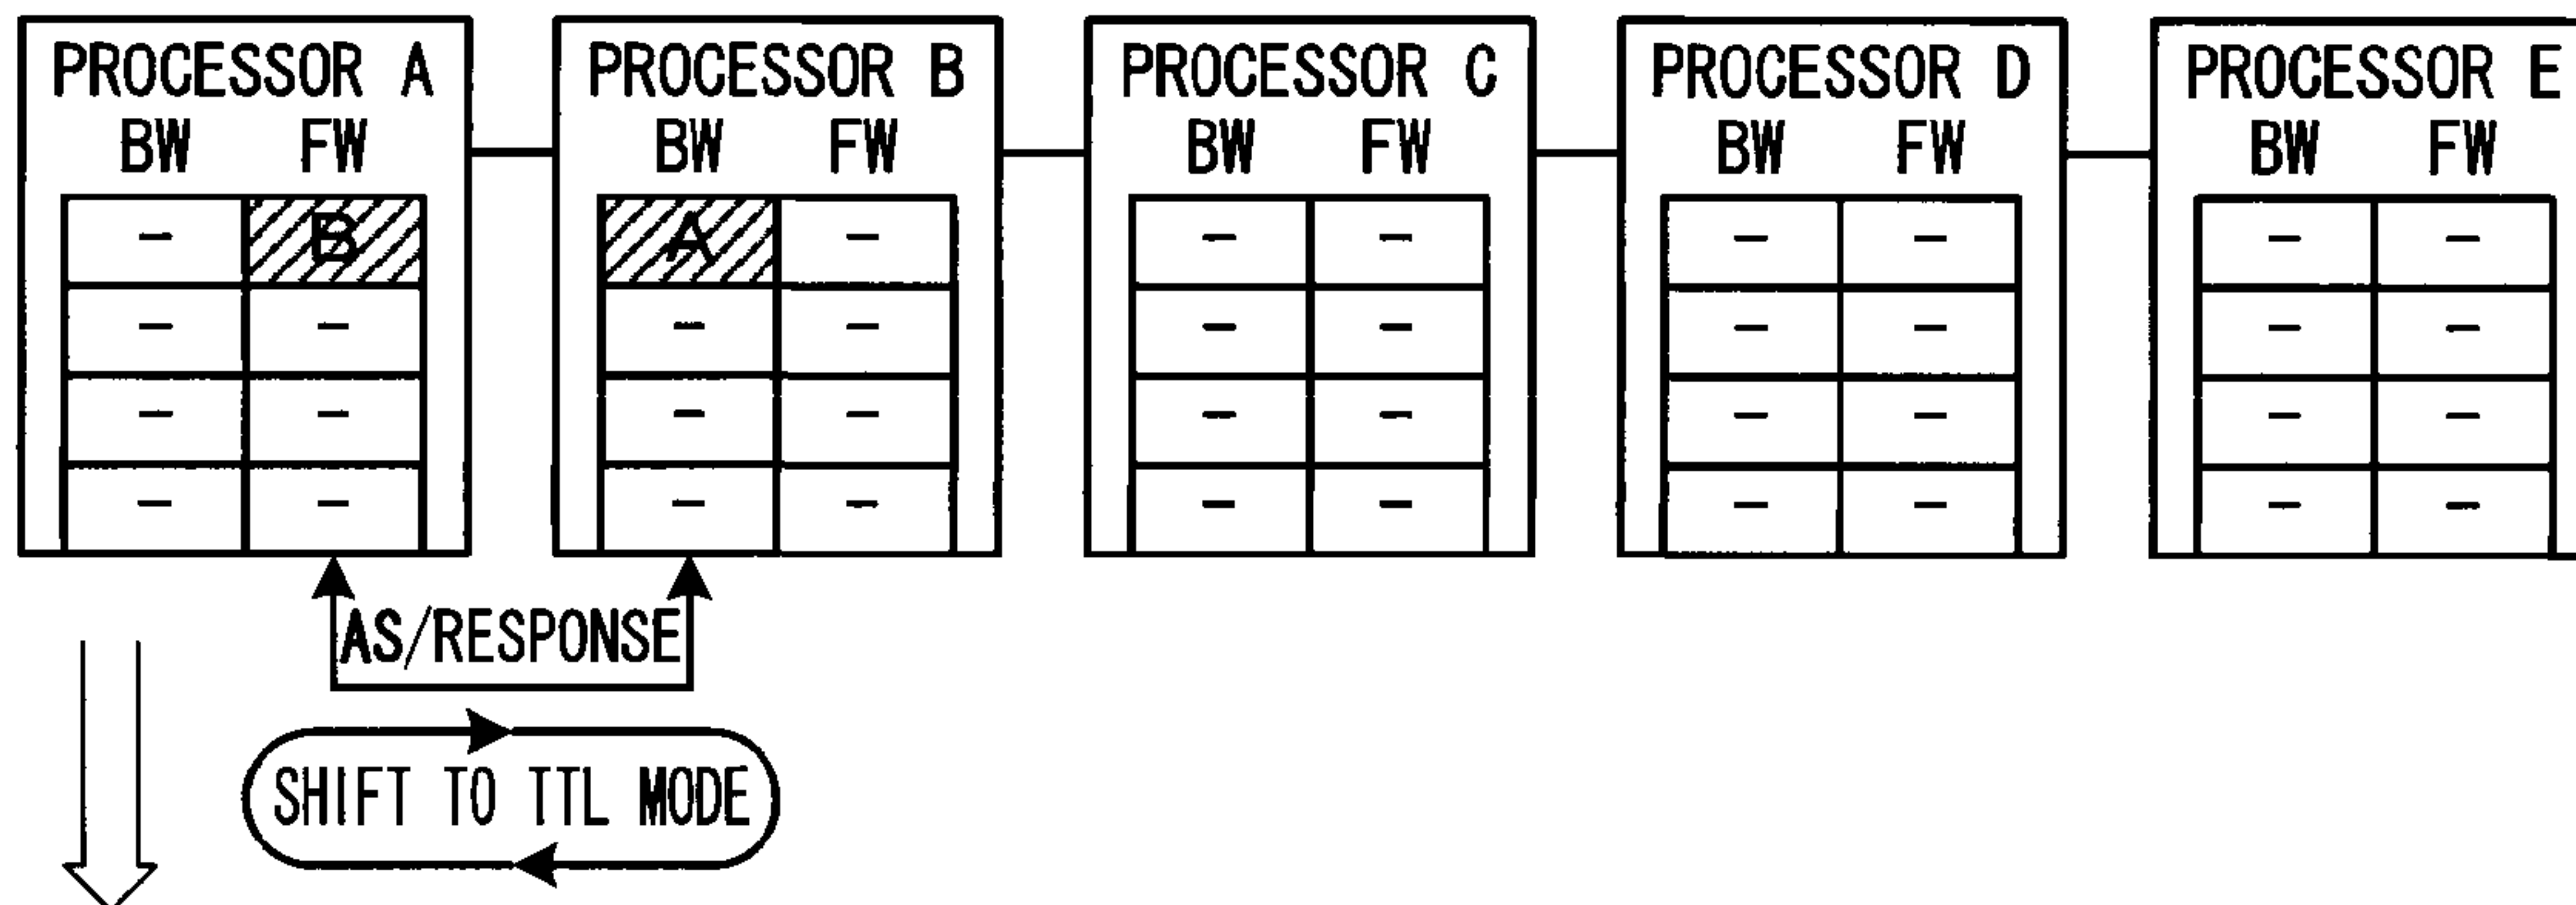 PROCESSOR A PROCESSOR B PROCESSOR C PROCESSOR D PROCESSOR E
BW FW BW FW BW FW BW FW BW FW
- B A - - - - - - -
- - - - - - - - - -
- - - - - - - - - -
- - - - - - - - - -
AS/RESPONSE
SHIFT TO TTL MODE